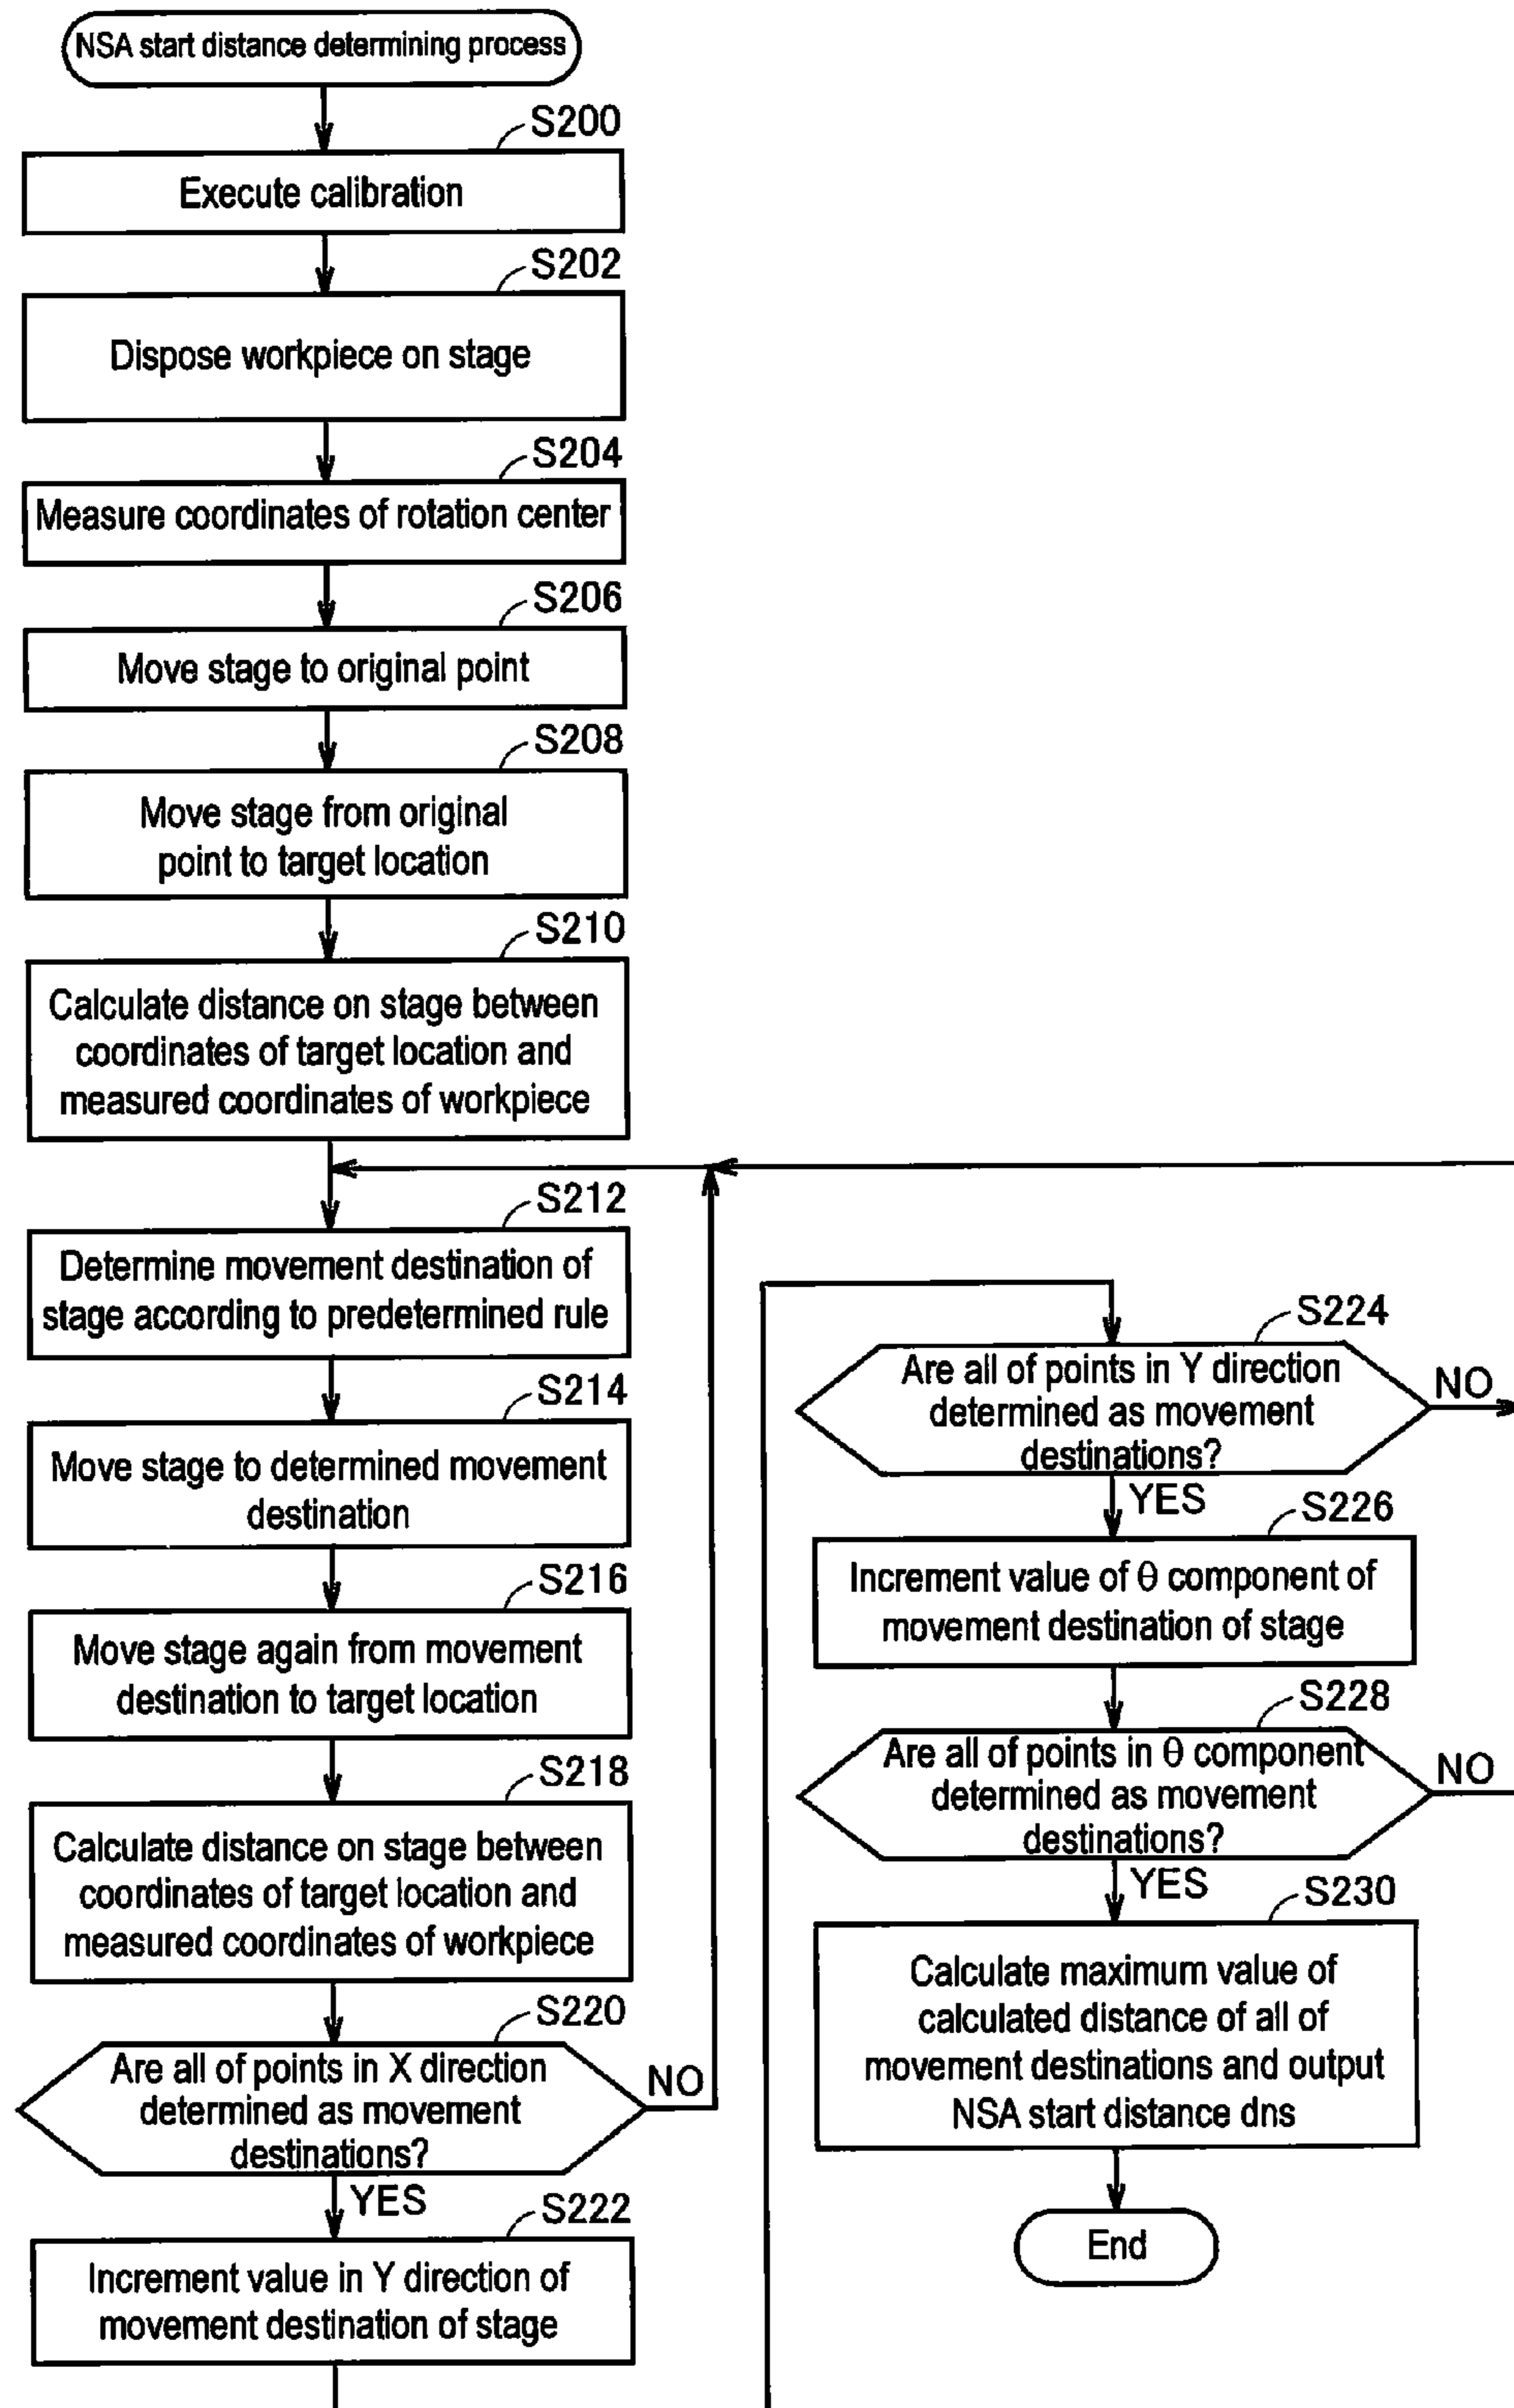 NSA start distance determining process
S200
Execute calibration
S202
Dispose workpiece on stage
S204
Measure coordinates of rotation center
S206
Move stage to original point
S208
Move stage from original
point to target location
S210
Calculate distance on stage between
coordinates of target location and
measured coordinates of workpiece
S212
Determine movement destination of
stage according to predetermined rule
S214
Move stage to determined movement
destination
S216
Move stage again from movement
destination to target location
S218
Calculate distance on stage between
coordinates of target location and
measured coordinates of workpiece
S220
Are all of points in X direction
determined as movement
destinations?
NO
YES
S222
Increment value in Y direction of
movement destination of stage
S224
Are all of points in Y direction
determined as movement
destinations?
NO
YES
S226
Increment value of θ component of
movement destination of stage
S228
Are all of points in θ component
determined as movement
destinations?
NO
YES
S230
Calculate maximum value of
calculated distance of all of
movement destinations and output
NSA start distance dns
End